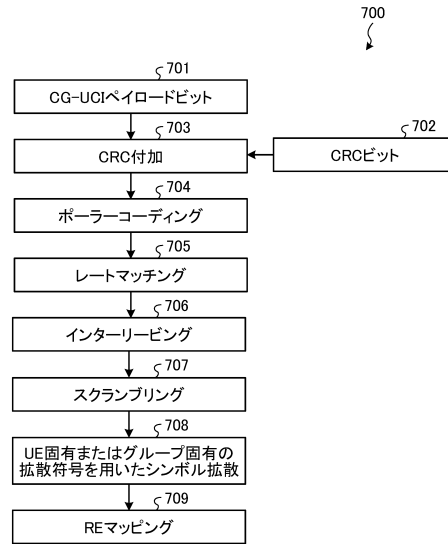 700
701
CG-UCIペイロードビット
702
703
CRC付加
CRCビット
704
ポーラーコーディング
705
レートマッチング
706
インターリービング
707
スクランブリング
708
UE固有またはグループ固有の
拡散符号を用いたシンボル拡散
709
REマッピング